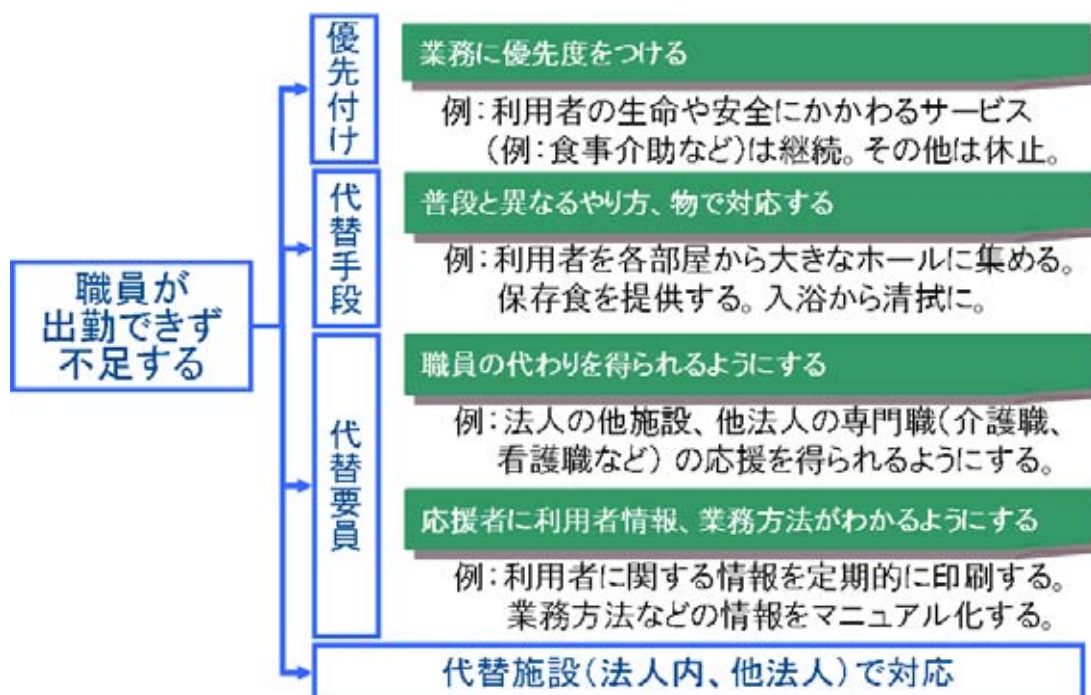 職員が
出勤できず
不足する
優先付け
業務に優先度をつける
例：利用者の生命や安全にかかわるサービス
（例：食事介助など）は継続。その他は休止。
代替手段
普段と異なるやり方、物で対応する
例：利用者を各部屋から大きなホールに集める。
保存食を提供する。入浴から清拭に。
代替要員
職員の代わりを得られるようにする
例：法人の他施設、他法人の専門職（介護職、
看護職など）の応援を得られるようにする。
応援者に利用者情報、業務方法がわかるようにする
例：利用者に関する情報を定期的に印刷する。
業務方法などの情報をマニュアル化する。
代替施設（法人内、他法人）で対応